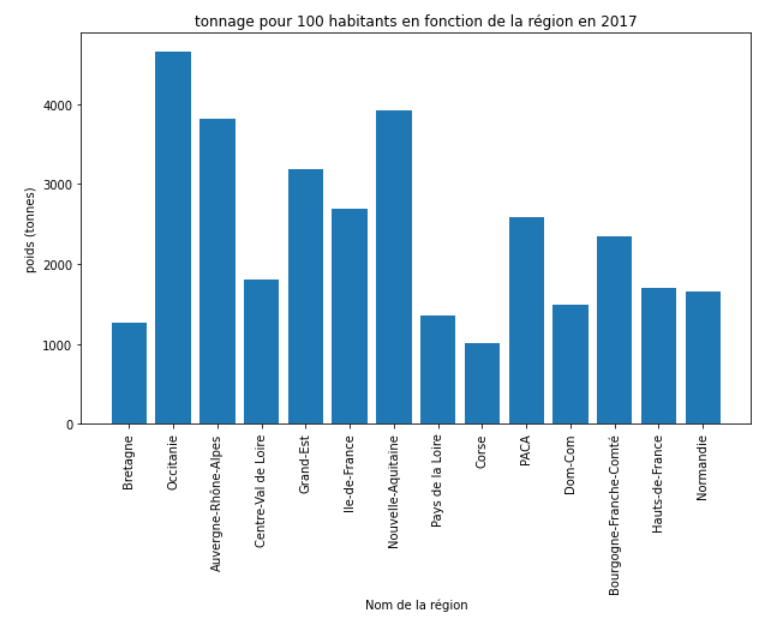 tonnage pour 100 habitants en fonction de la région en 2017
poids (tonnes)
4000
3000
2000
1000
0
Bretagne
Occitanie
Auvergne-Rhône-Alpes
Centre-Val de Loire
Grand-Est
Ile-de-France
Nouvelle-Aquitaine
Pays de la Loire
Corse
PACA
Dom-Com
Bourgogne-Franche-Comté
Hauts-de-France
Normandie
Nom de la région